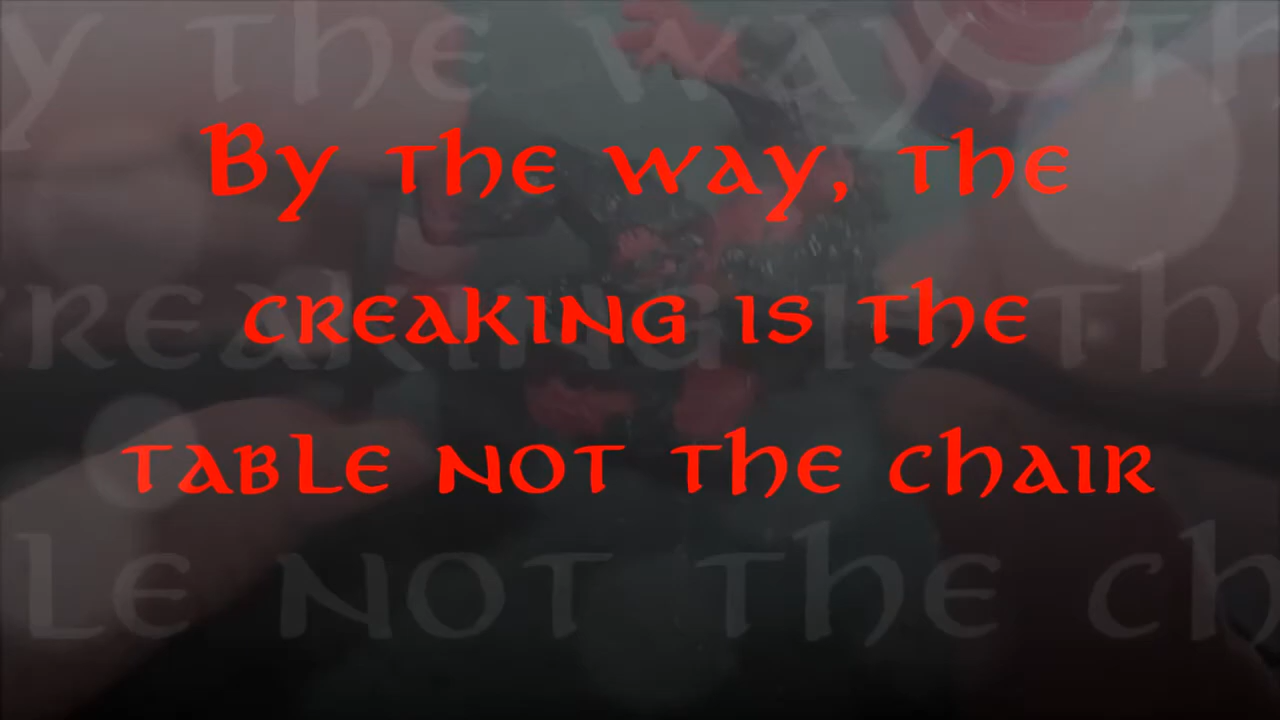 By the way, the
creaking is the
table not the chair